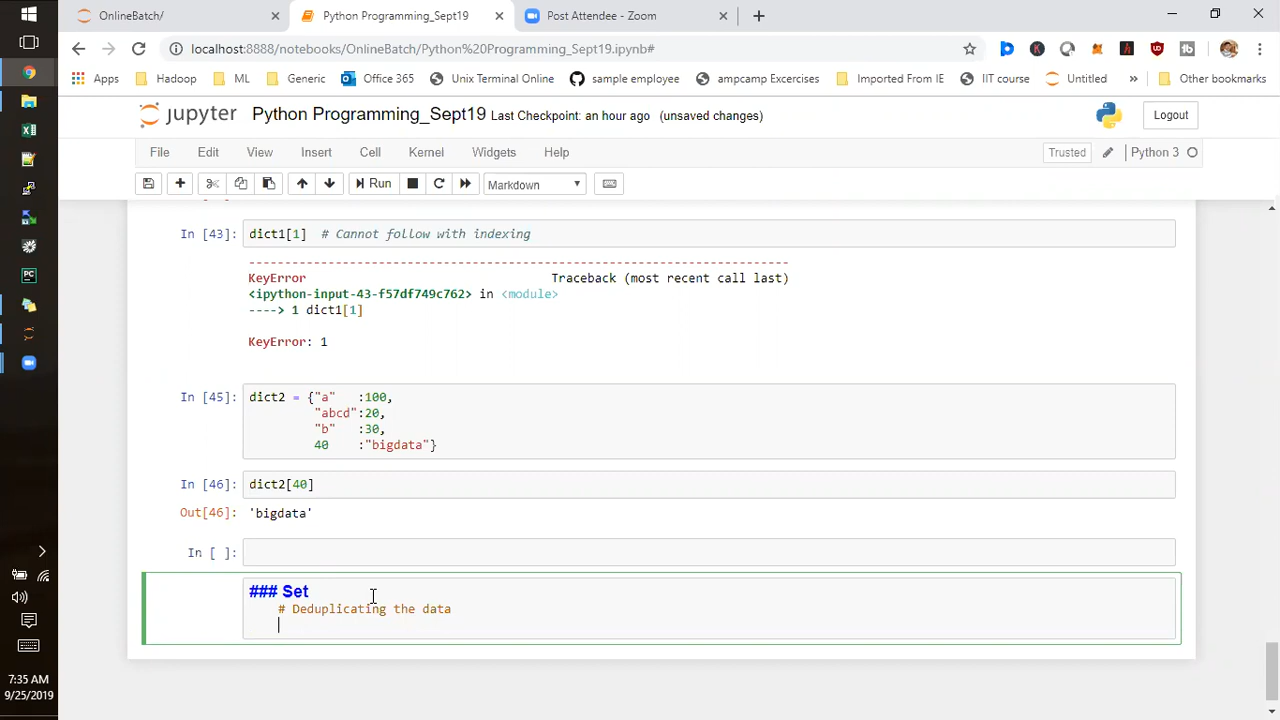 OnlineBatch/
Python Programming_Sept19
Post Attendee - Zoom
localhost:8888/notebooks/OnlineBatch/Python%20Programming_Sept19.ipynb#
Apps
Hadoop
ML
Generic
Office 365
Unix Terminal Online
sample employee
ampcamp Excercises
Imported From IE
IIT course
Untitled
»
Other bookmarks
jupyter
Python Programming_Sept19
Last Checkpoint: an hour ago (unsaved changes)
Logout
File
Edit
View
Insert
Cell
Kernel
Widgets
Help
Trusted
Python 3
Run
Markdown
In [43]:
dict1[1]  # Cannot follow with indexing
---------------------------------------------------------------------------
KeyError                                  Traceback (most recent call last)
<ipython-input-43-f57df749c762> in <module>
----> 1 dict1[1]
KeyError: 1
In [45]:
dict2 = {"a"   :100,
"abcd":20,
"b"   :30,
40    :"bigdata"}
In [46]:
dict2[40]
Out[46]:
'bigdata'
In [ ]:
### Set
# Deduplicating the data
7:35 AM
9/25/2019